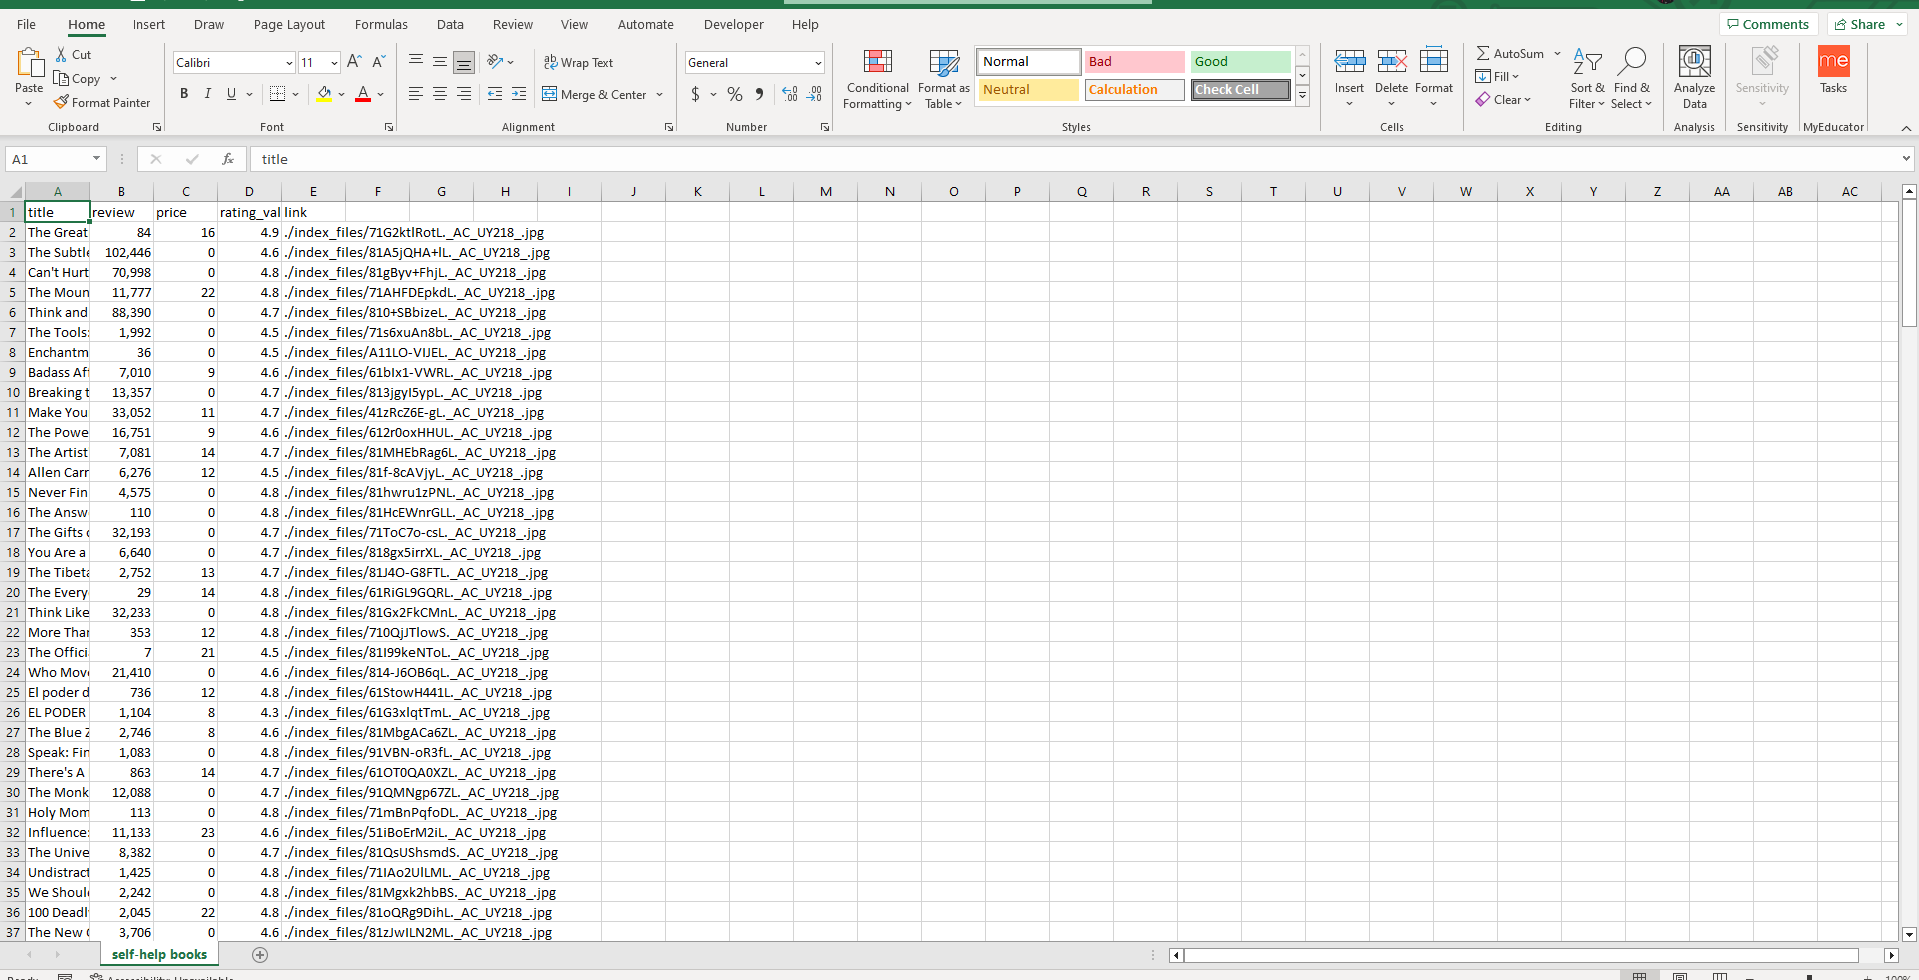 File Home Insert Draw Page Layout Formulas Data Review View Automate Developer Help Comments Share
Paste Cut Copy Format Painter Clipboard
Calibri 11 A A B I U A Font
ab Wrap Text Merge & Center Alignment
General $ % 9 .00 Number
Conditional Formatting Format as Table Normal Bad Good Neutral Calculation Check Cell Styles
Insert Delete Format Cells
AutoSum Fill Clear Sort & Filter Find & Select Editing
Analyze Data Analysis
Sensitivity Sensitivity
me Tasks MyEducator
A1 fx title
A B C D E F G H I J K L M N O P Q R S T U V W X Y Z AA AB AC
1 title review price rating_val link
2 The Great 84 16 4.9 ./index_files/71G2ktlRotL._AC_UY218_.jpg
3 The Subtle 102,446 0 4.6 ./index_files/81A5jQHA+lL._AC_UY218_.jpg
4 Can't Hurt 70,998 0 4.8 ./index_files/81gByv+FhjL._AC_UY218_.jpg
5 The Moun 11,777 22 4.8 ./index_files/71AHFDEpkdL._AC_UY218_.jpg
6 Think and 88,390 0 4.7 ./index_files/810+SBbizeL._AC_UY218_.jpg
7 The Tools: 1,992 0 4.5 ./index_files/71s6xuAn8bL._AC_UY218_.jpg
8 Enchantm 36 0 4.5 ./index_files/A11LO-VIJEL._AC_UY218_.jpg
9 Badass Aff 7,010 9 4.6 ./index_files/61bIx1-VWRL._AC_UY218_.jpg
10 Breaking t 13,357 0 4.7 ./index_files/813jgyI5ypL._AC_UY218_.jpg
11 Make You 33,052 11 4.7 ./index_files/41zRcZ6E-gL._AC_UY218_.jpg
12 The Powe 16,751 9 4.6 ./index_files/612r0oxHHUL._AC_UY218_.jpg
13 The Artist 7,081 14 4.7 ./index_files/81MHEbRag6L._AC_UY218_.jpg
14 Allen Carr 6,276 12 4.5 ./index_files/81f-8cAVjyL._AC_UY218_.jpg
15 Never Fin 4,575 0 4.8 ./index_files/81hwru1zPNL._AC_UY218_.jpg
16 The Answ 110 0 4.8 ./index_files/81HcEWnrGLL._AC_UY218_.jpg
17 The Gifts o 32,193 0 4.7 ./index_files/71ToC7o-csL._AC_UY218_.jpg
18 You Are a 6,640 0 4.7 ./index_files/818gx5irrXL._AC_UY218_.jpg
19 The Tibeta 2,752 13 4.7 ./index_files/81J4O-G8FTL._AC_UY218_.jpg
20 The Every 29 14 4.8 ./index_files/61RiGL9GQRL._AC_UY218_.jpg
21 Think Like 32,233 0 4.8 ./index_files/81Gx2FkCMnL._AC_UY218_.jpg
22 More Thar 353 12 4.8 ./index_files/710QjJTlowS._AC_UY218_.jpg
23 The Offici 7 21 4.5 ./index_files/81I99keNToL._AC_UY218_.jpg
24 Who Move 21,410 0 4.6 ./index_files/814-J6OB6qL._AC_UY218_.jpg
25 El poder d 736 12 4.8 ./index_files/61StowH441L._AC_UY218_.jpg
26 EL PODER 1,104 8 4.3 ./index_files/61G3xlqtTmL._AC_UY218_.jpg
27 The Blue Z 2,746 8 4.6 ./index_files/81MbgACa6ZL._AC_UY218_.jpg
28 Speak: Fin 1,083 0 4.8 ./index_files/91VBN-oR3fL._AC_UY218_.jpg
29 There's A 863 14 4.7 ./index_files/61OT0QA0XZL._AC_UY218_.jpg
30 The Monk 12,088 0 4.7 ./index_files/91QMNgp67ZL._AC_UY218_.jpg
31 Holy Mom 113 0 4.8 ./index_files/71mBnPqfoDL._AC_UY218_.jpg
32 Influence: 11,133 23 4.6 ./index_files/51iBoErM2iL._AC_UY218_.jpg
33 The Unive 8,382 0 4.7 ./index_files/81QsUShsmdS._AC_UY218_.jpg
34 Undistract 1,425 0 4.8 ./index_files/71IAo2UlLML._AC_UY218_.jpg
35 We Shoul 2,242 0 4.8 ./index_files/81Mgxk2hbBS._AC_UY218_.jpg
36 100 Deadl 2,045 22 4.8 ./index_files/81oQRg9DihL._AC_UY218_.jpg
37 The New 3,706 0 4.6 ./index_files/81zJwILN2ML._AC_UY218_.jpg
self-help books